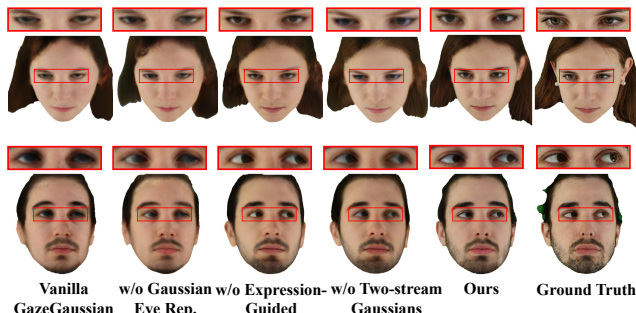 Vanilla
GazeGaussian
w/o Gaussian
Eye Rep.
w/o Expression-
Guided
w/o Two-stream
Gaussians
Ours
Ground Truth